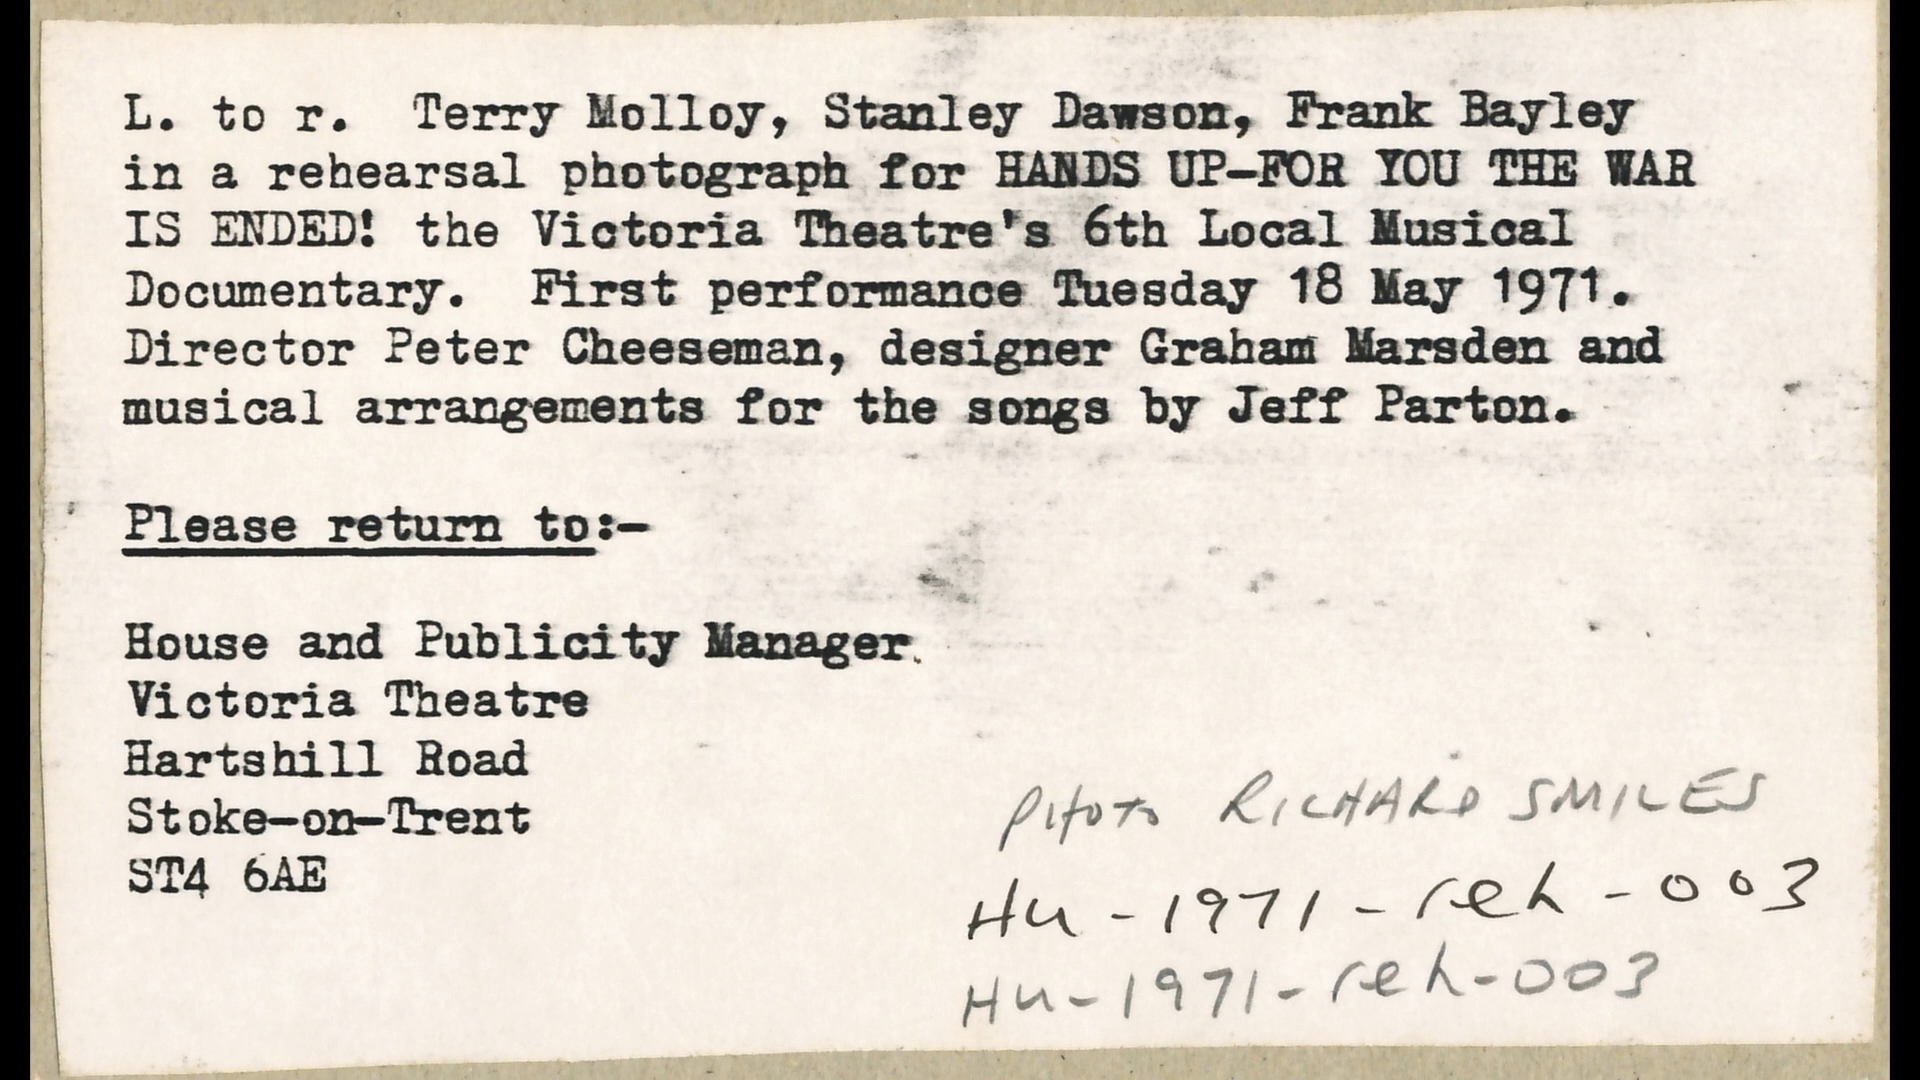 L. to r. Terry Molloy, Stanley Dawson, Frank Bayley
in a rehearsal photograph for HANDS UP-FOR YOU THE WAR
IS ENDED! the Victoria Theatre's 6th Local Musical
Documentary. First performance Tuesday 18 May 1971.
Director Peter Cheeseman, designer Graham Marsden and
musical arrangements for the songs by Jeff Parton.
Please return to:-
House and Publicity Manager.
Victoria Theatre
Hartshill Road
Stoke-on-Trent
ST4 6AE
PHOTO RICHARD SMILES
Hu-1971-reh-003
Hu-1971-reh-003